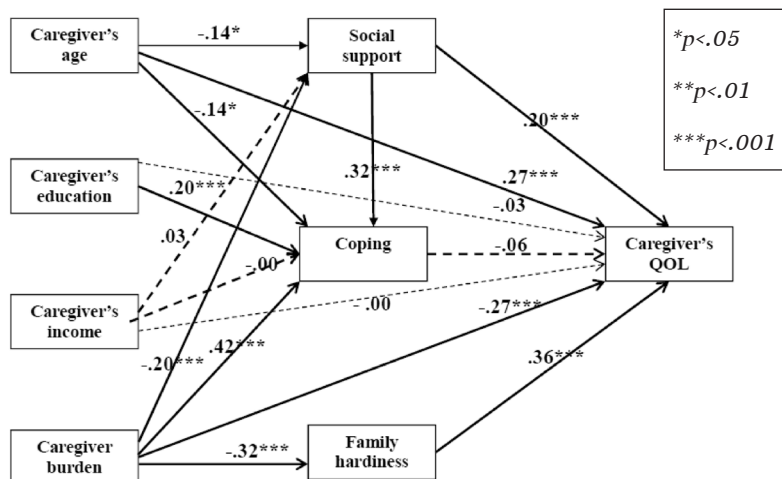 Caregiver's
age
-.14*
Social
support
*p<.05
**p<.01
***p<.001
-.14*
.20***
Caregiver's
education
.20***
.32***
.27***
-.03
.03
-.00
Coping
-.06
Caregiver's
QOL
Caregiver's
income
-.00
-.20***
.42***
-.27***
.36***
Caregiver
burden
-.32***
Family
hardiness